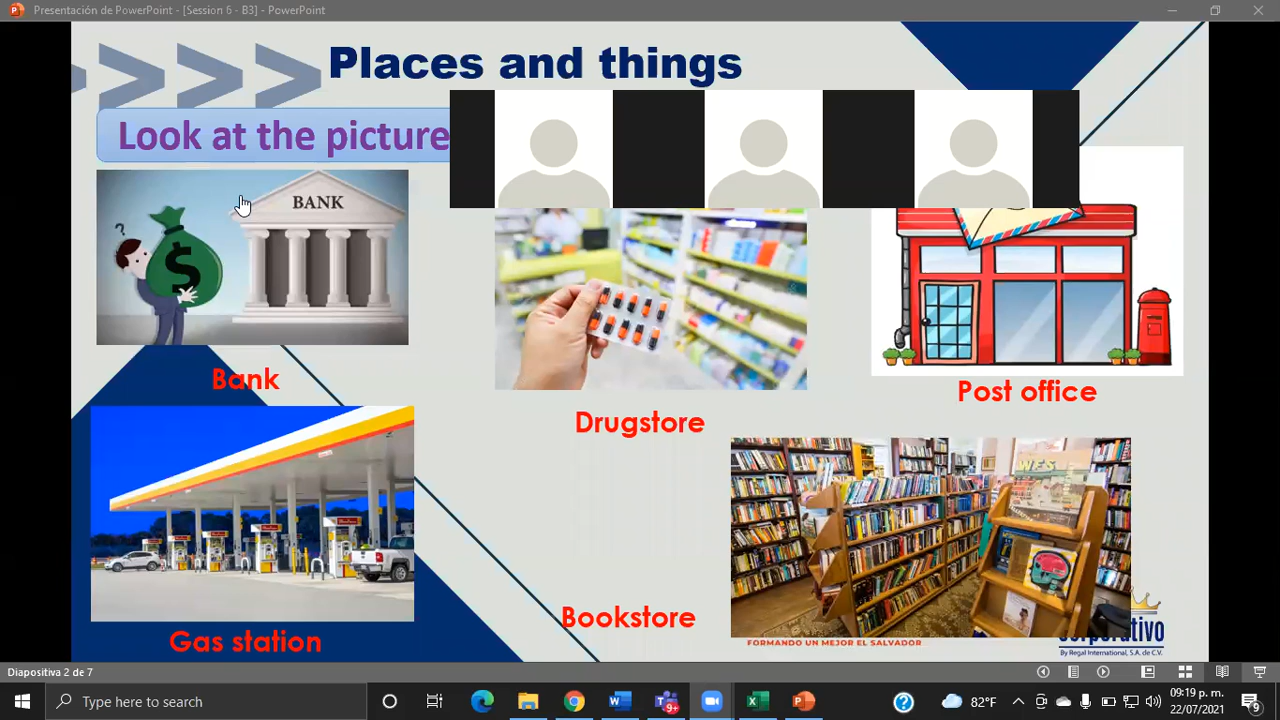 Presentación de PowerPoint - [Session 6 - B3] - PowerPoint
Places and things
Look at the picture
BANK
$
?
Bank
Drugstore
Post office
Gas station
Bookstore
FORMANDO UN MEJOR EL SALVADOR
By Regal International, S.A. de C.V.
Diapositiva 2 de 7
Type here to search
9+
82°F
09:19 p. m.
22/07/2021
9